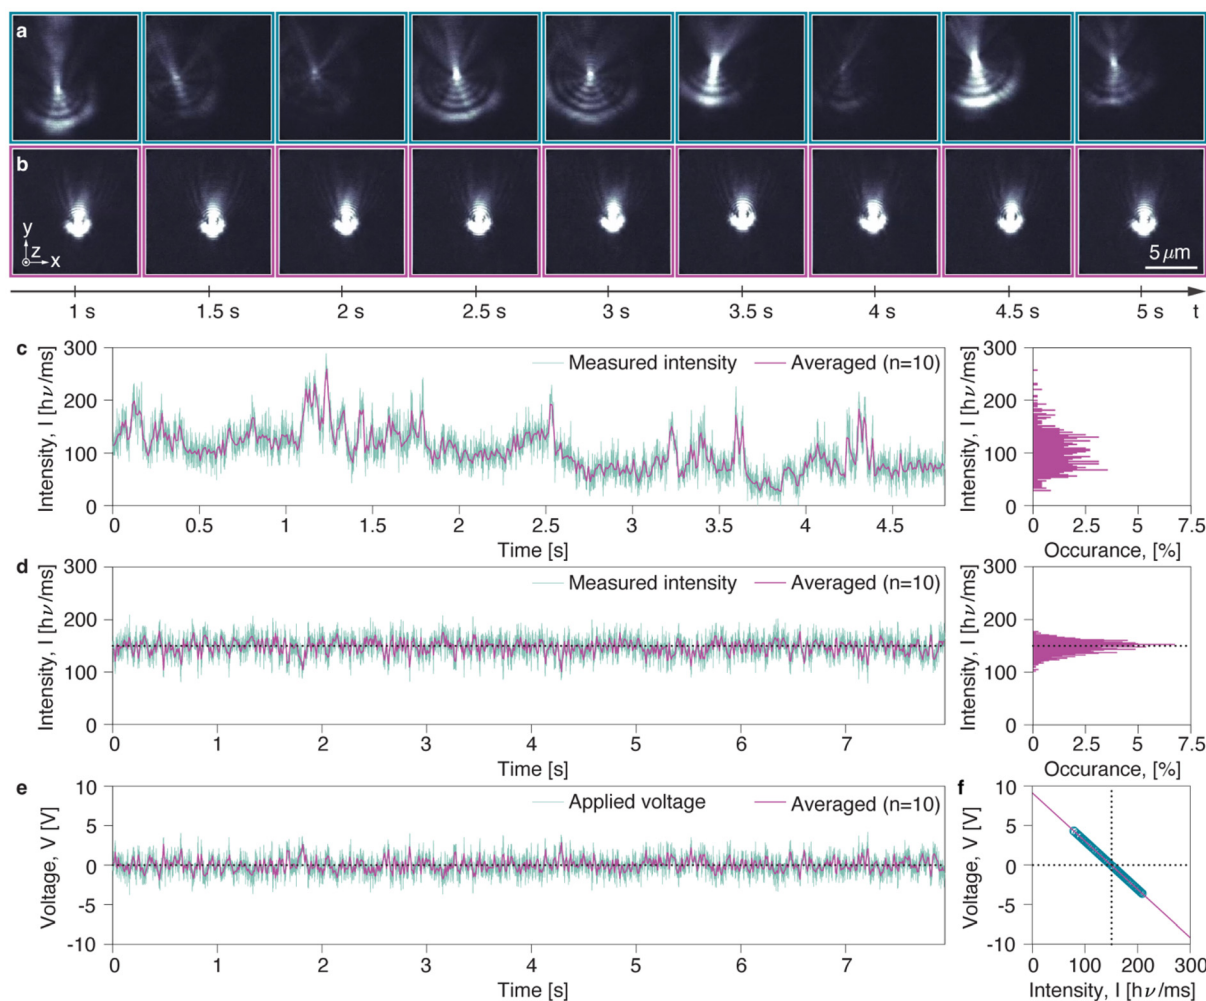 a
b
y
z
x
5 μm
1 s 1.5 s 2 s 2.5 s 3 s 3.5 s 4 s 4.5 s 5 s t
c
300
200
100
0
Intensity, I [hν/ms]
Measured intensity Averaged (n=10)
0 0.5 1 1.5 2 2.5 3 3.5 4 4.5
Time [s]
300
200
100
0
Intensity, I [hν/ms]
0 2.5 5 7.5
Occurance, [%]
d
300
200
100
0
Intensity, I [hν/ms]
Measured intensity Averaged (n=10)
0 1 2 3 4 5 6 7
Time [s]
300
200
100
0
Intensity, I [hν/ms]
0 2.5 5 7.5
Occurance, [%]
e
10
5
0
-5
-10
Voltage, V [V]
Applied voltage Averaged (n=10)
0 1 2 3 4 5 6 7
Time [s]
f
10
5
0
-5
-10
Voltage, V [V]
0 100 200 300
Intensity, I [hν/ms]